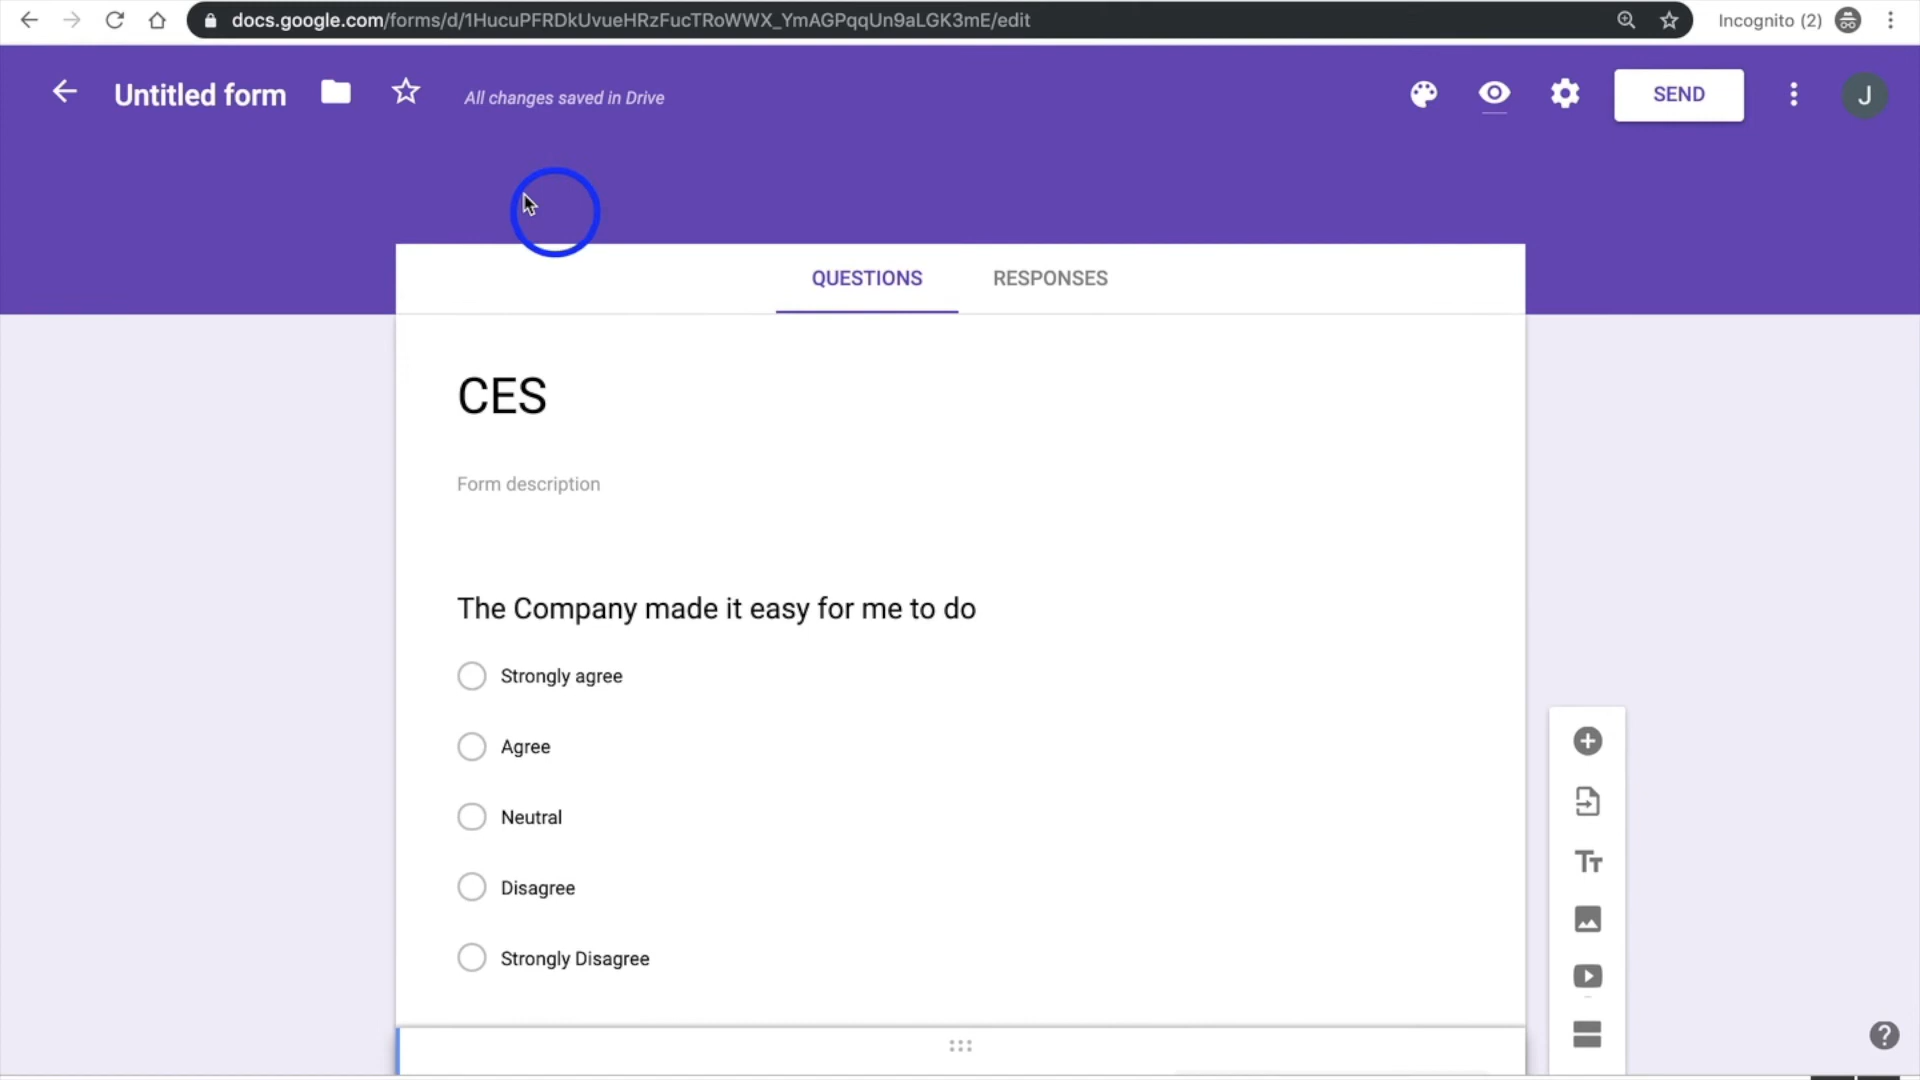 docs.google.com/forms/d/1HucuPFRDkUvueHRzFucTRoWWX_YmAGPqqUn9aLGK3mE/edit
Incognito (2)
Untitled form
All changes saved in Drive
SEND
J
QUESTIONS
RESPONSES
CES
Form description
The Company made it easy for me to do
Strongly agree
Agree
Neutral
Disagree
Strongly Disagree